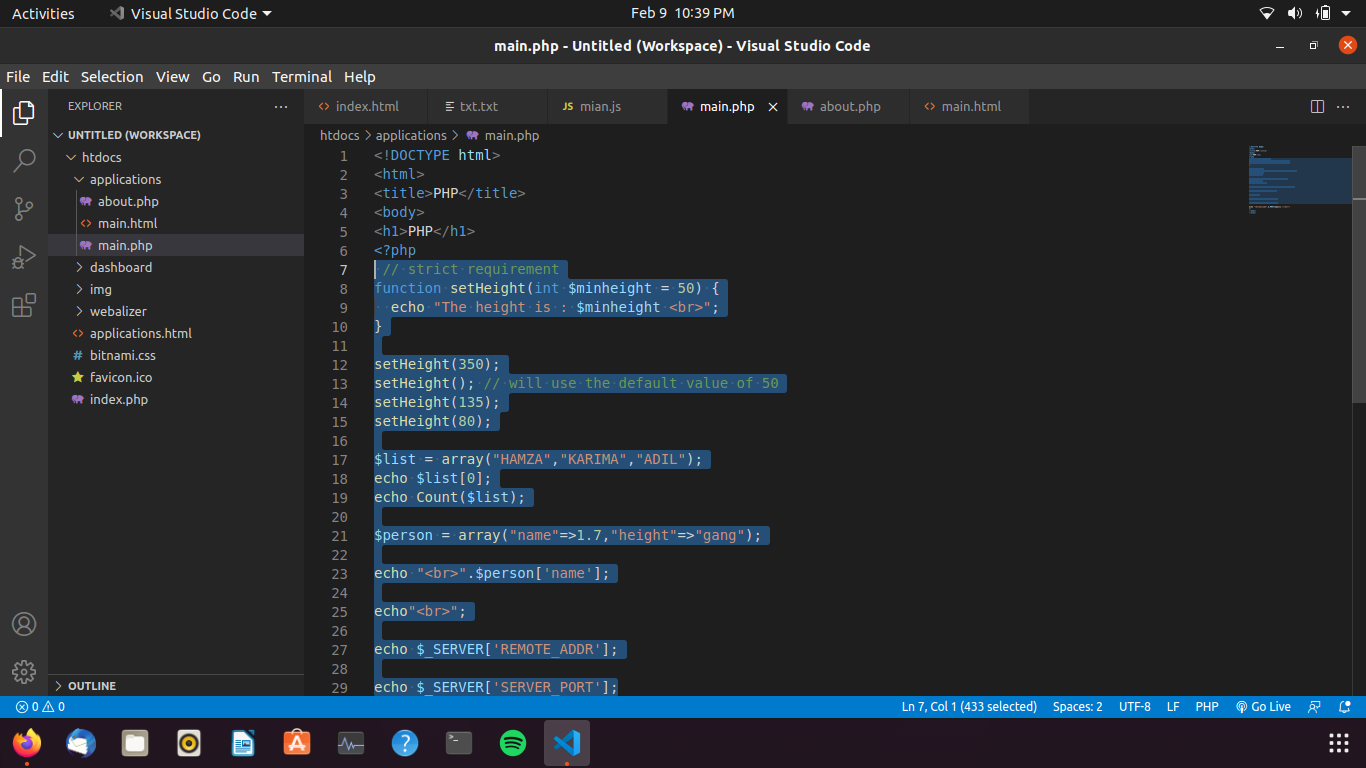 Activities
Visual Studio Code
Feb 9 10:39 PM
main.php - Untitled (Workspace) - Visual Studio Code
File Edit Selection View Go Run Terminal Help
EXPLORER
index.html
txt.txt
JS mian.js
main.php
about.php
main.html
UNTITLED (WORKSPACE)
htdocs
applications
about.php
main.html
main.php
dashboard
img
webalizer
applications.html
# bitnami.css
favicon.ico
index.php
OUTLINE
htdocs > applications > main.php
1 <!DOCTYPE html>
2 <html>
3 <title>PHP</title>
4 <body>
5 <h1>PHP</h1>
6 <?php
7 // strict requirement
8 function setHeight(int $minheight = 50) {
9 echo "The height is : $minheight <br>";
10 }
11
12 setHeight(350);
13 setHeight(); // will use the default value of 50
14 setHeight(135);
15 setHeight(80);
16
17 $list = array("HAMZA","KARIMA","ADIL");
18 echo $list[0];
19 echo Count($list);
20
21 $person = array("name"=>1.7,"height"=>"gang");
22
23 echo "<br>".$person['name'];
24
25 echo"<br>";
26
27 echo $_SERVER['REMOTE_ADDR'];
28
29 echo $_SERVER['SERVER_PORT'];
0 0
Ln 7, Col 1 (433 selected)
Spaces: 2
UTF-8
LF
PHP
Go Live